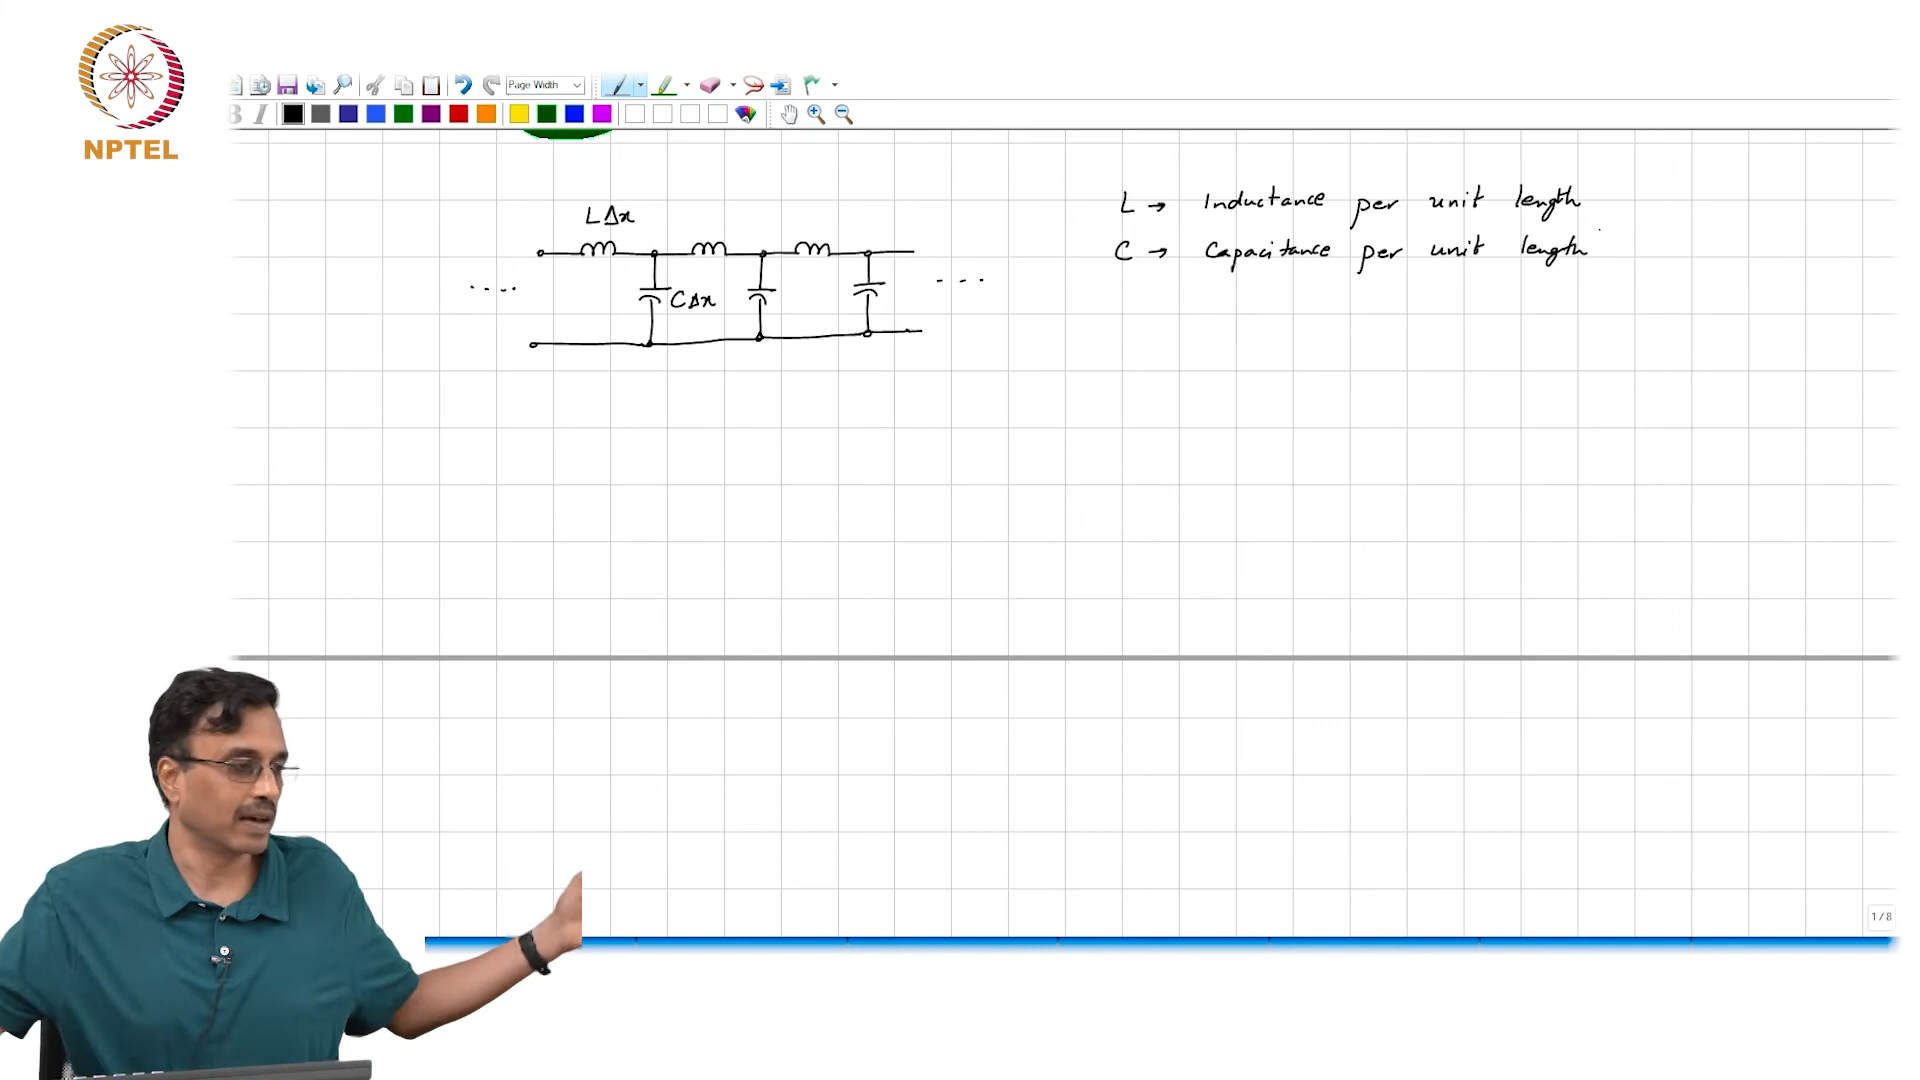 NPTEL
Page Width
B I
LΔx
L → Inductance per unit length
C → Capacitance per unit length
.... CΔx ...
1 / 8